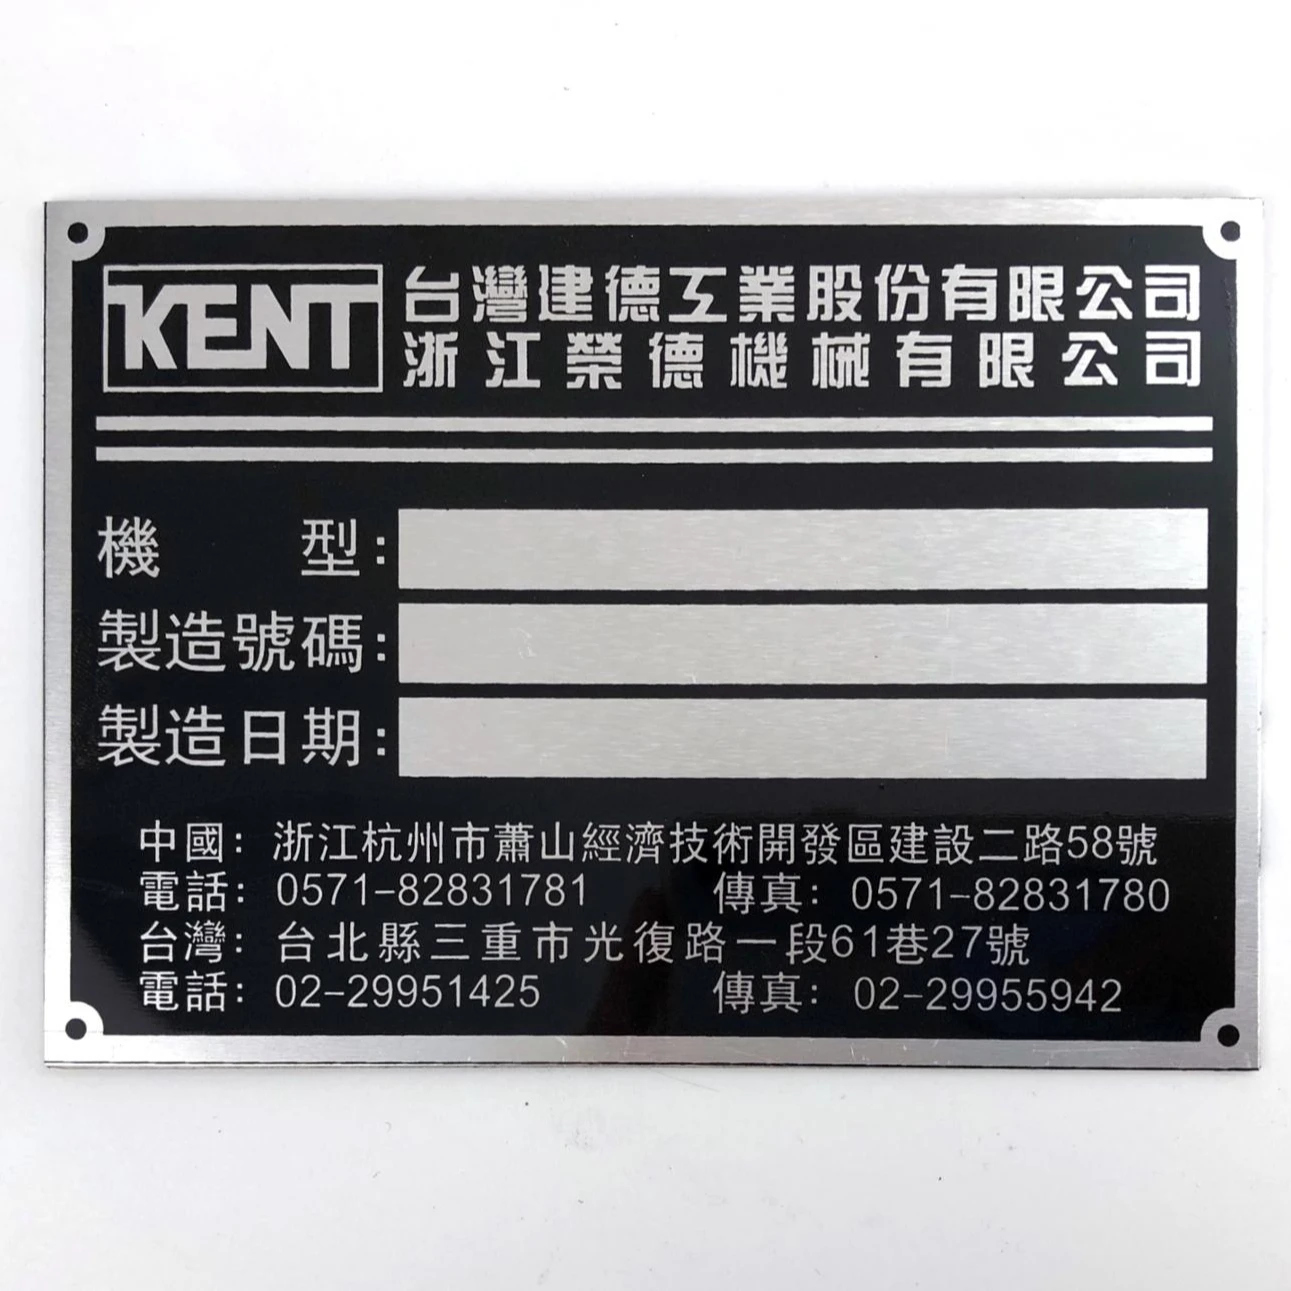 KENT
台灣建德工業股份有限公司
浙江榮德機械有限公司
機型:
製造號碼:
製造日期:
中國: 浙江杭州市蕭山經濟技術開發區建設二路58號
電話: 0571-82831781 傳真: 0571-82831780
台灣: 台北縣三重市光復路一段61巷27號
電話: 02-29951425 傳真: 02-29955942